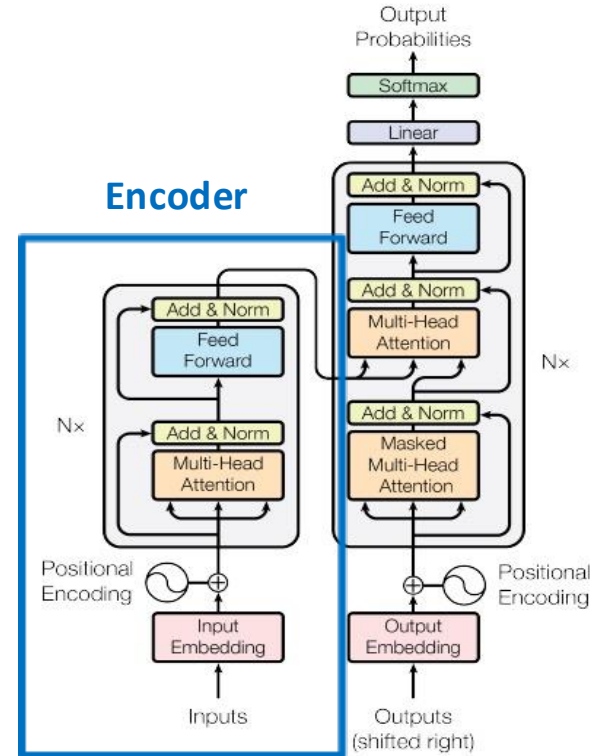 Output
Probabilities
Softmax
Linear
Add & Norm
Feed
Forward
Add & Norm
Multi-Head
Attention
Nx
Add & Norm
Masked
Multi-Head
Attention
Positional
Encoding
Output
Embedding
Outputs
(shifted right)
Encoder
Add & Norm
Feed
Forward
Nx
Add & Norm
Multi-Head
Attention
Positional
Encoding
Input
Embedding
Inputs